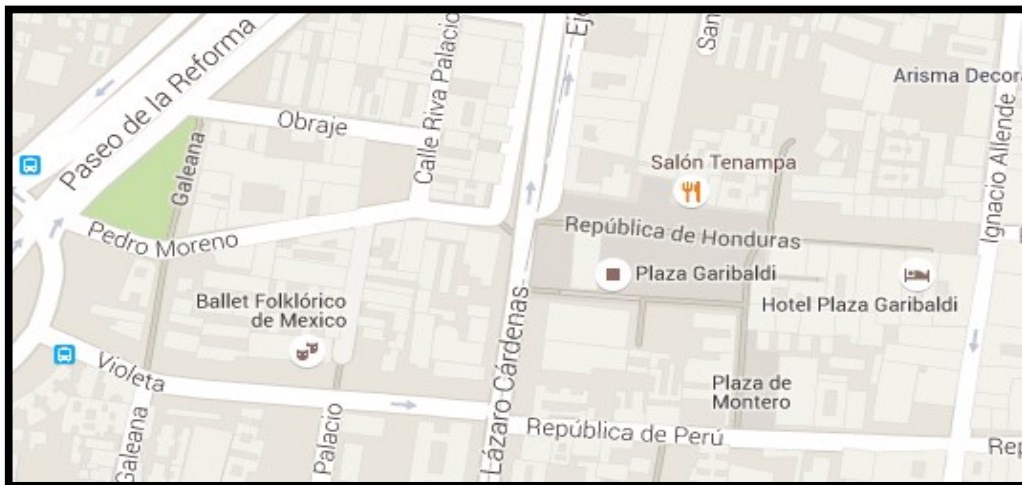 Paseo de la Reforma
Obraje
Galeana
Calle Riva Palacio
Eje
San
Arisma Decora
Salón Tenampa
Ignacio Allende
Pedro Moreno
República de Honduras
Plaza Garibaldi
Hotel Plaza Garibaldi
Ballet Folklórico
de Mexico
Violeta
Galeana
Palacio
Lázaro Cárdenas
Plaza de
Montero
República de Perú
Rep